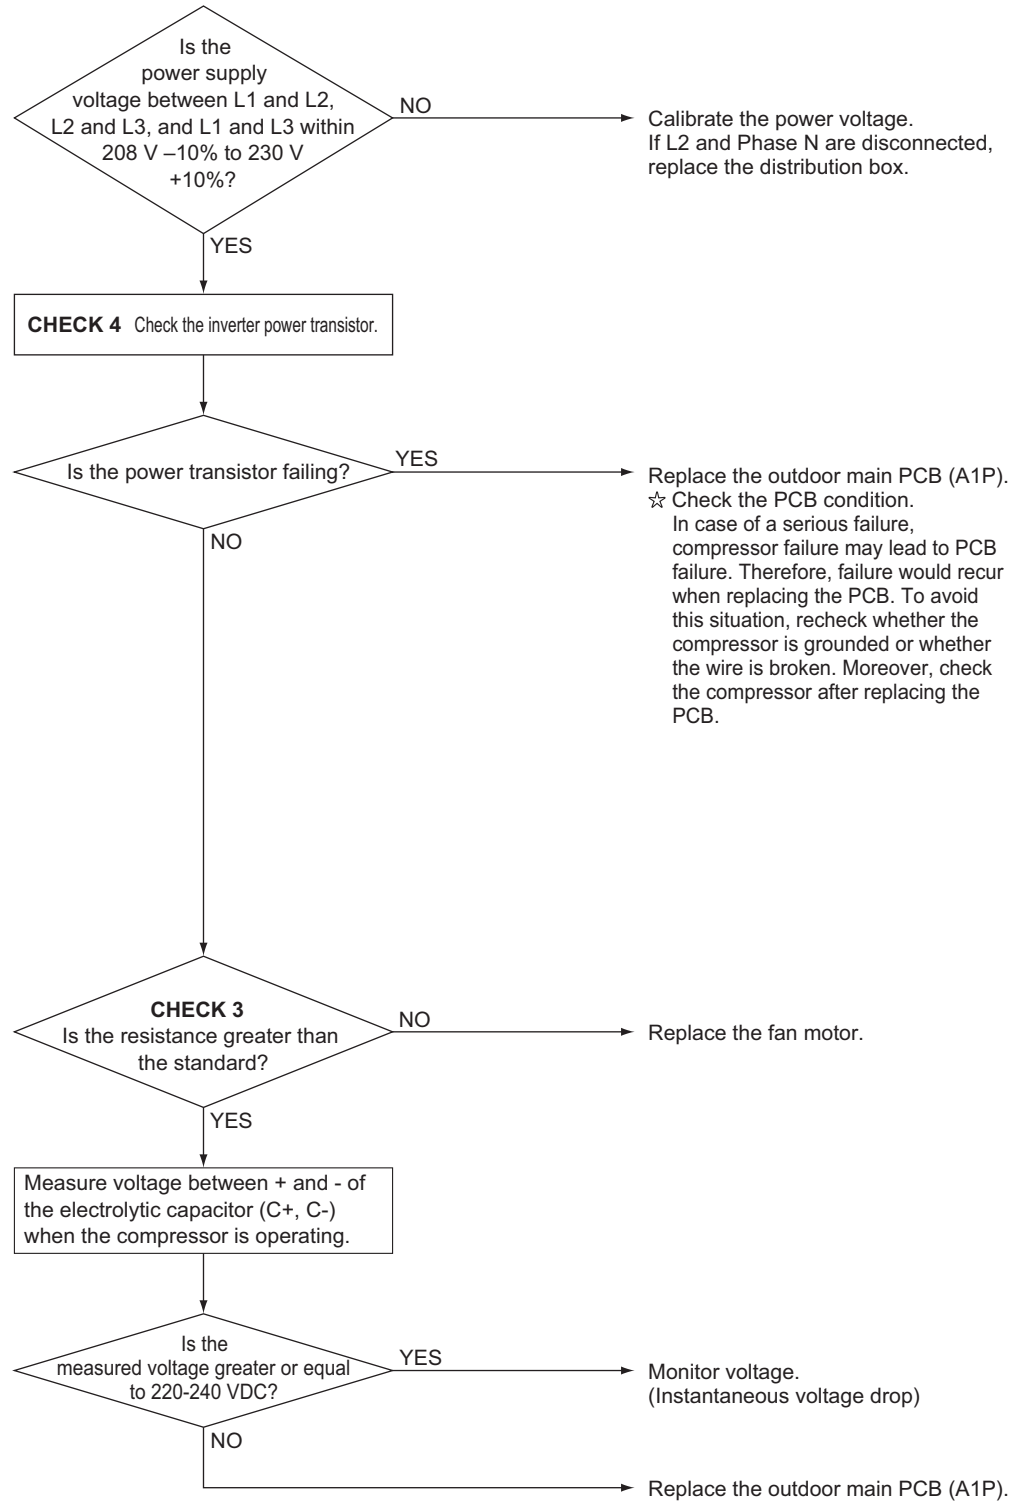 Is the
power supply
voltage between L1 and L2,
L2 and L3, and L1 and L3 within
208 V –10% to 230 V
+10%?
NO
Calibrate the power voltage.
If L2 and Phase N are disconnected,
replace the distribution box.
YES
CHECK 4 Check the inverter power transistor.
Is the power transistor failing?
YES
Replace the outdoor main PCB (A1P).
☆ Check the PCB condition.
In case of a serious failure,
compressor failure may lead to PCB
failure. Therefore, failure would recur
when replacing the PCB. To avoid
this situation, recheck whether the
compressor is grounded or whether
the wire is broken. Moreover, check
the compressor after replacing the
PCB.
NO
CHECK 3
Is the resistance greater than
the standard?
NO
Replace the fan motor.
YES
Measure voltage between + and - of
the electrolytic capacitor (C+, C-)
when the compressor is operating.
Is the
measured voltage greater or equal
to 220-240 VDC?
YES
Monitor voltage.
(Instantaneous voltage drop)
NO
Replace the outdoor main PCB (A1P).